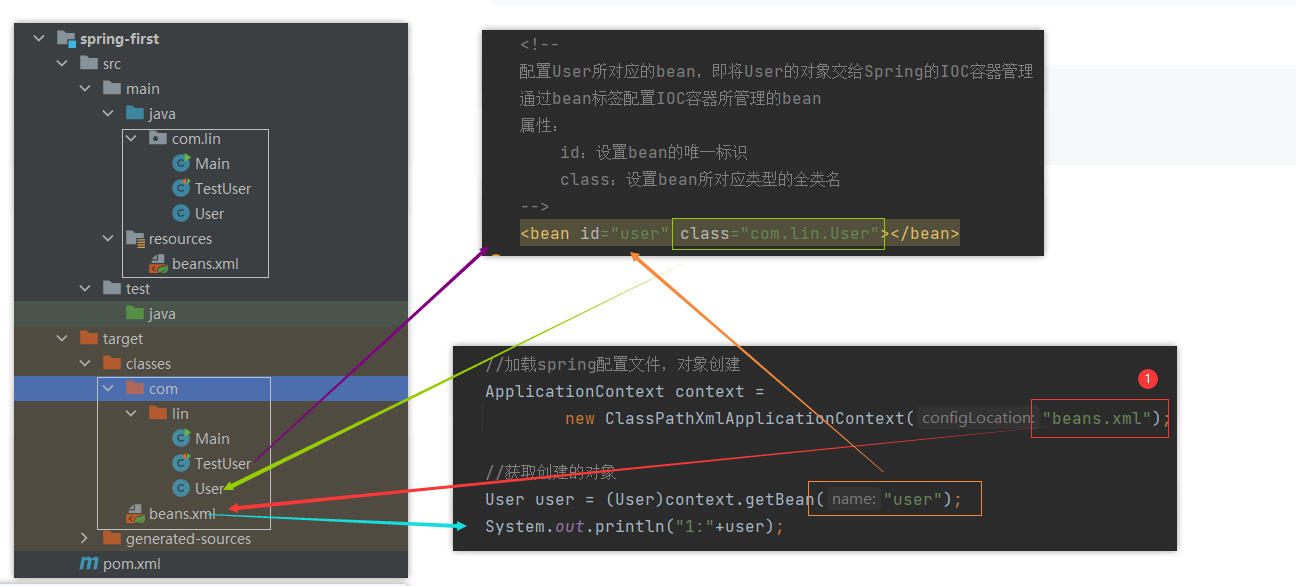 spring-first
src
main
java
com.lin
Main
TestUser
User
resources
beans.xml
test
java
target
classes
com
lin
Main
TestUser
User
beans.xml
generated-sources
pom.xml
<!--
配置User所对应的bean，即将User的对象交给Spring的IOC容器管理
通过bean标签配置IOC容器所管理的bean
属性：
id：设置bean的唯一标识
class：设置bean所对应类型的全类名
-->
<bean id="user" class="com.lin.User"></bean>
//加载spring配置文件，对象创建
ApplicationContext context =
1
new ClassPathXmlApplicationContext( configLocation: "beans.xml");
//获取创建的对象
User user = (User)context.getBean( name: "user");
System.out.println("1:"+user);